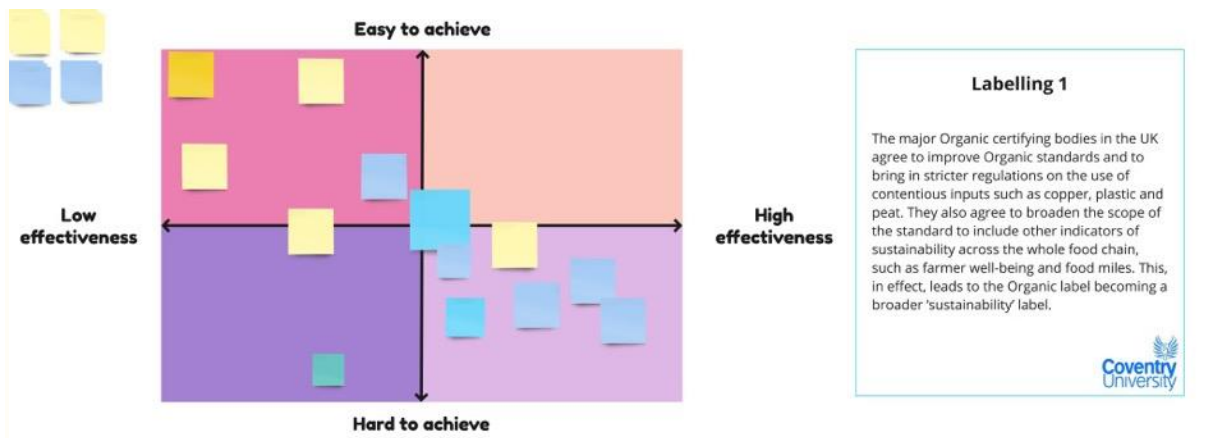 Easy to achieve
Low
effectiveness
High
effectiveness
Hard to achieve
Labelling 1
The major Organic certifying bodies in the UK
agree to improve Organic standards and to
bring in stricter regulations on the use of
contentious inputs such as copper, plastic and
peat. They also agree to broaden the scope of
the standard to include other indicators of
sustainability across the whole food chain,
such as farmer well-being and food miles. This,
in effect, leads to the Organic label becoming a
broader ‘sustainability’ label.
Coventry
University